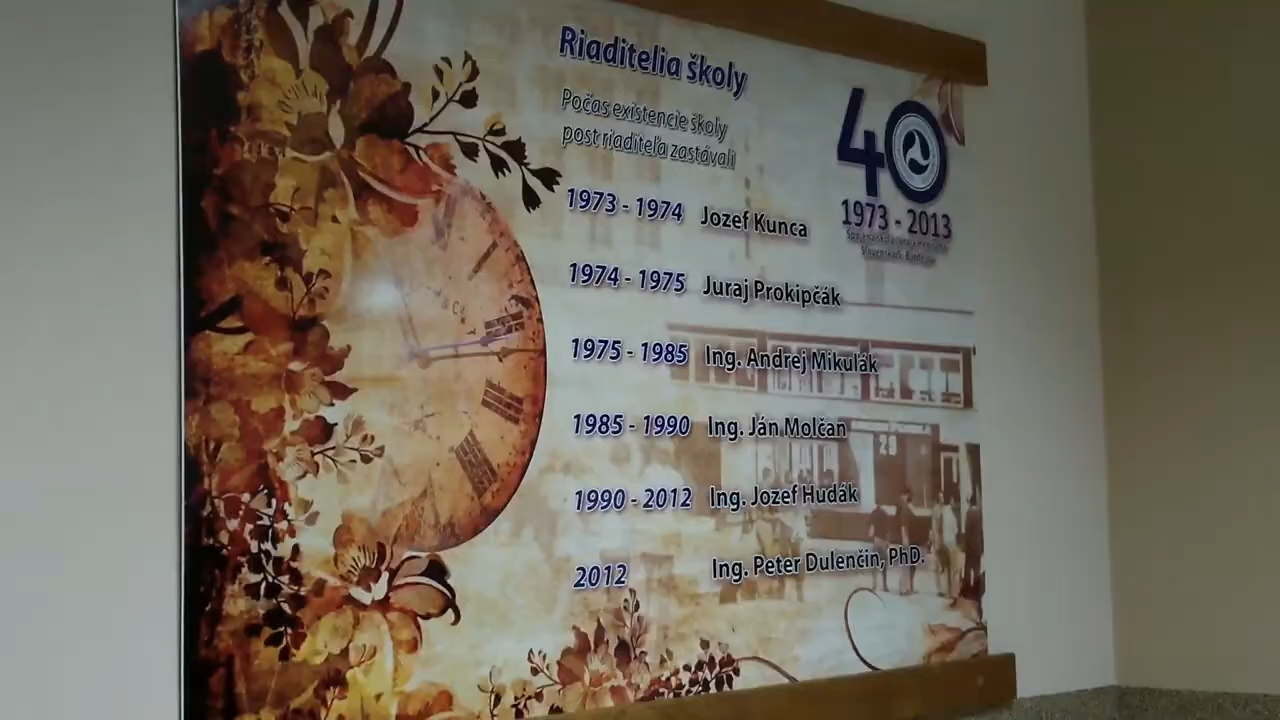 Riaditelia školy
Počas existencie školy
post riaditeľa zastávali
1973 - 1974 Jozef Kunca
1974 - 1975 Juraj Prokipčák
1975 - 1985 Ing. Andrej Mikulák
1985 - 1990 Ing. Ján Molčan
1990 - 2012 Ing. Jozef Hudák
2012 Ing. Peter Dulenčin, PhD.
40
1973 - 2013
29